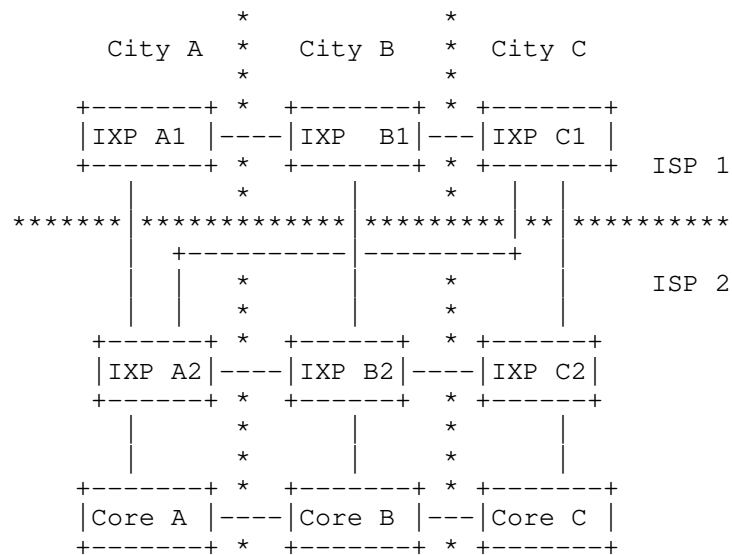 City A City B City C
IXP A1 IXP B1 IXP C1
ISP 1
ISP 2
IXP A2 IXP B2 IXP C2
Core A Core B Core C